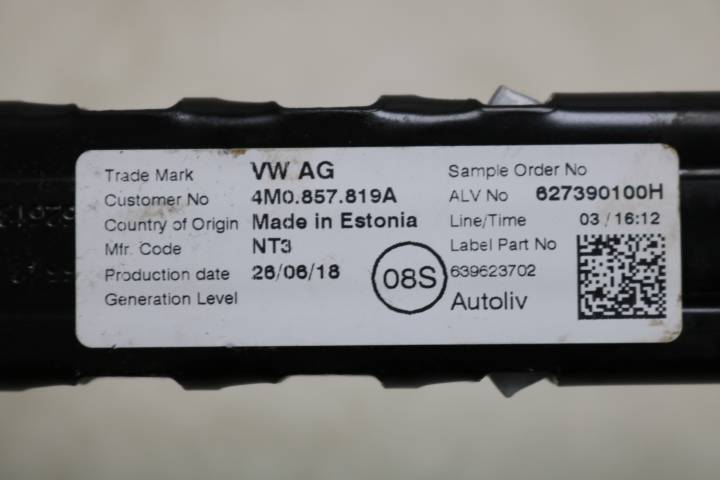 Trade Mark VW AG
Customer No 4M0.857.819A
Country of Origin Made in Estonia
Mfr. Code NT3
Production date 26/06/18
Generation Level
08S
Sample Order No
ALV No 627390100H
Line/Time 03 / 16:12
Label Part No
639623702
Autoliv